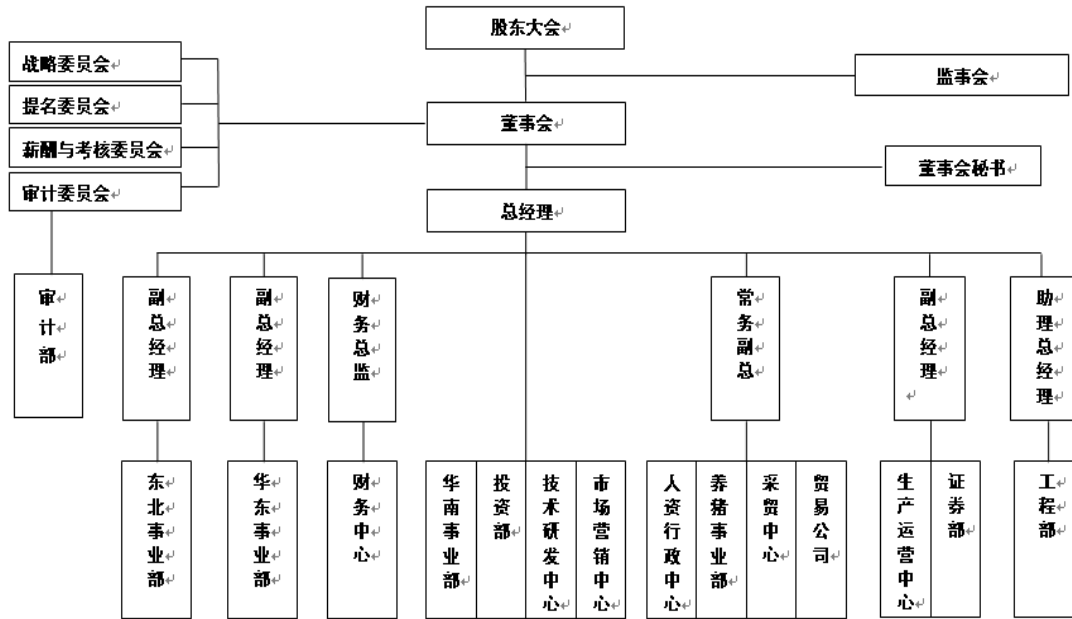 股东大会
战略委员会
监事会
提名委员会
董事会
薪酬与考核委员会
董事会秘书
审计委员会
总经理
审计部
副总经理
副总经理
财务总监
常务副总
副总经理
助理总经理
东北事业部
华东事业部
财务中心
华南事业部
投资部
技术研发中心
市场营销中心
人资行政中心
养猪事业部
采贸中心
贸易公司
生产运营中心
证券部
工程部